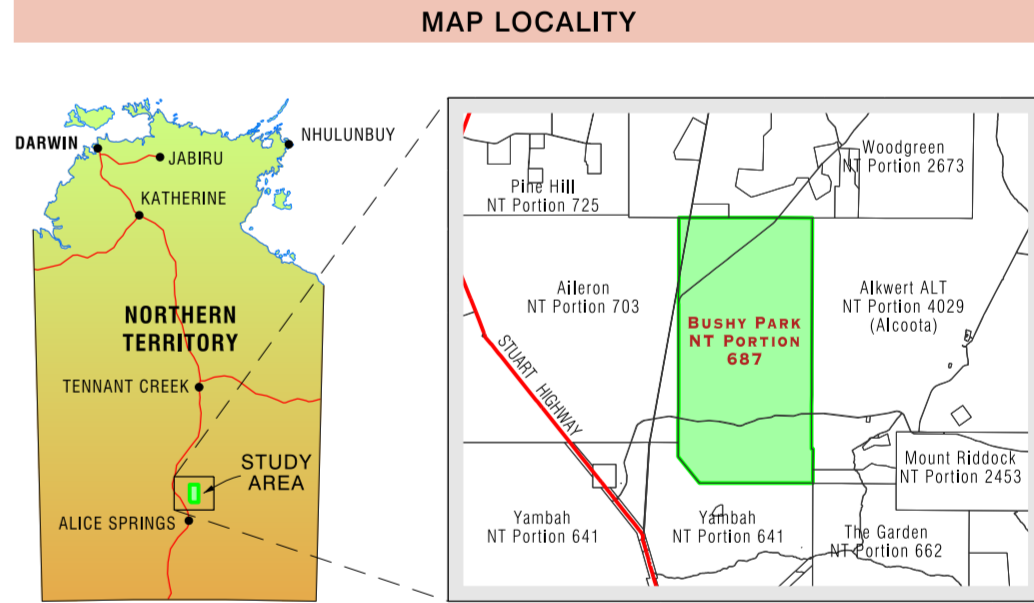 MAP LOCALITY
DARWIN
NHULUNBUY
JABIRU
KATHERINE
NORTHERN
TERRITORY
TENNANT CREEK
STUDY
AREA
ALICE SPRINGS
Woodgreen
NT Portion 2673
Pine Hill
NT Portion 725
Aileron
NT Portion 703
Alkwert ALT
NT Portion 4029
(Alcoota)
BUSHY PARK
NT PORTION
687
STUART HIGHWAY
Mount Riddock
NT Portion 2453
Yambah
NT Portion 641
Yambah
NT Portion 641
The Garden
NT Portion 662